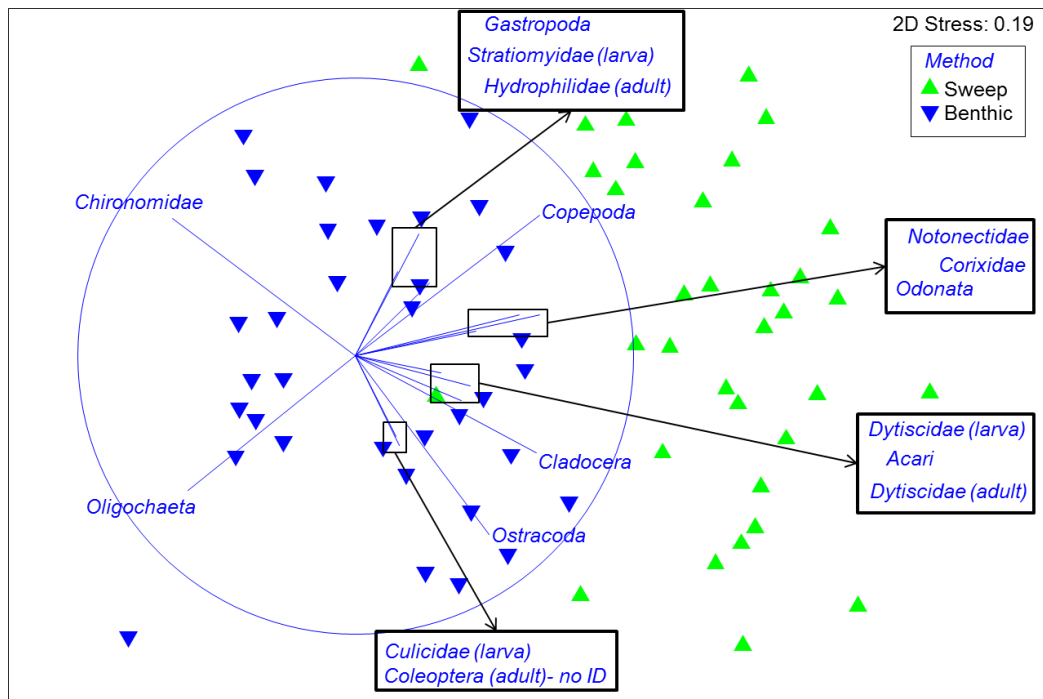 2D Stress: 0.19
Method
Sweep
Benthic
Gastropoda
Stratiomyidae (larva)
Hydrophilidae (adult)
Chironomidae
Copepoda
Notonectidae
Corixidae
Odonata
Dytiscidae (larva)
Acari
Dytiscidae (adult)
Cladocera
Oligochaeta
Ostracoda
Culicidae (larva)
Coleoptera (adult)- no ID